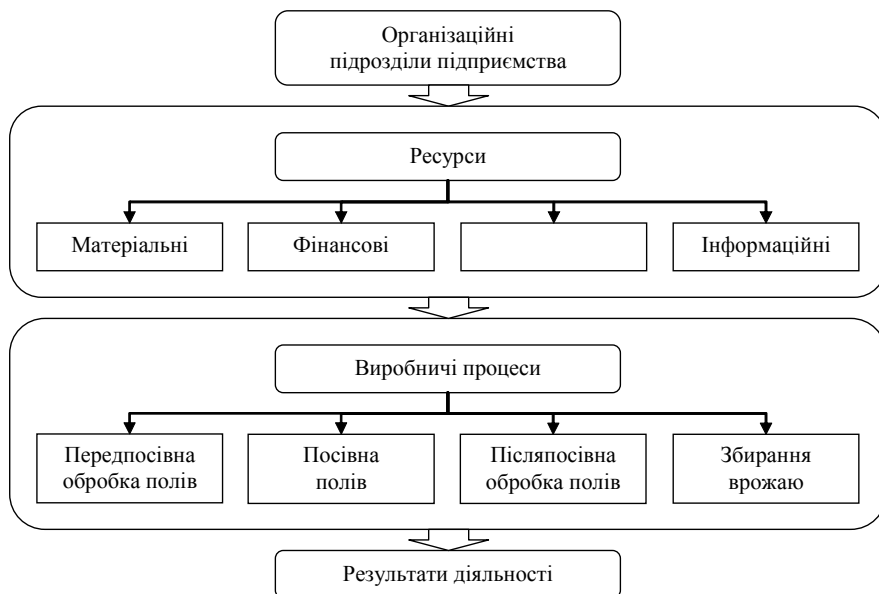 Організаційні
підрозділи підприємства
Ресурси
Матеріальні
Фінансові
Інформаційні
Виробничі процеси
Передпосівна
обробка полів
Посівна
полів
Післяпосівна
обробка полів
Збирання
врожаю
Результати діяльності